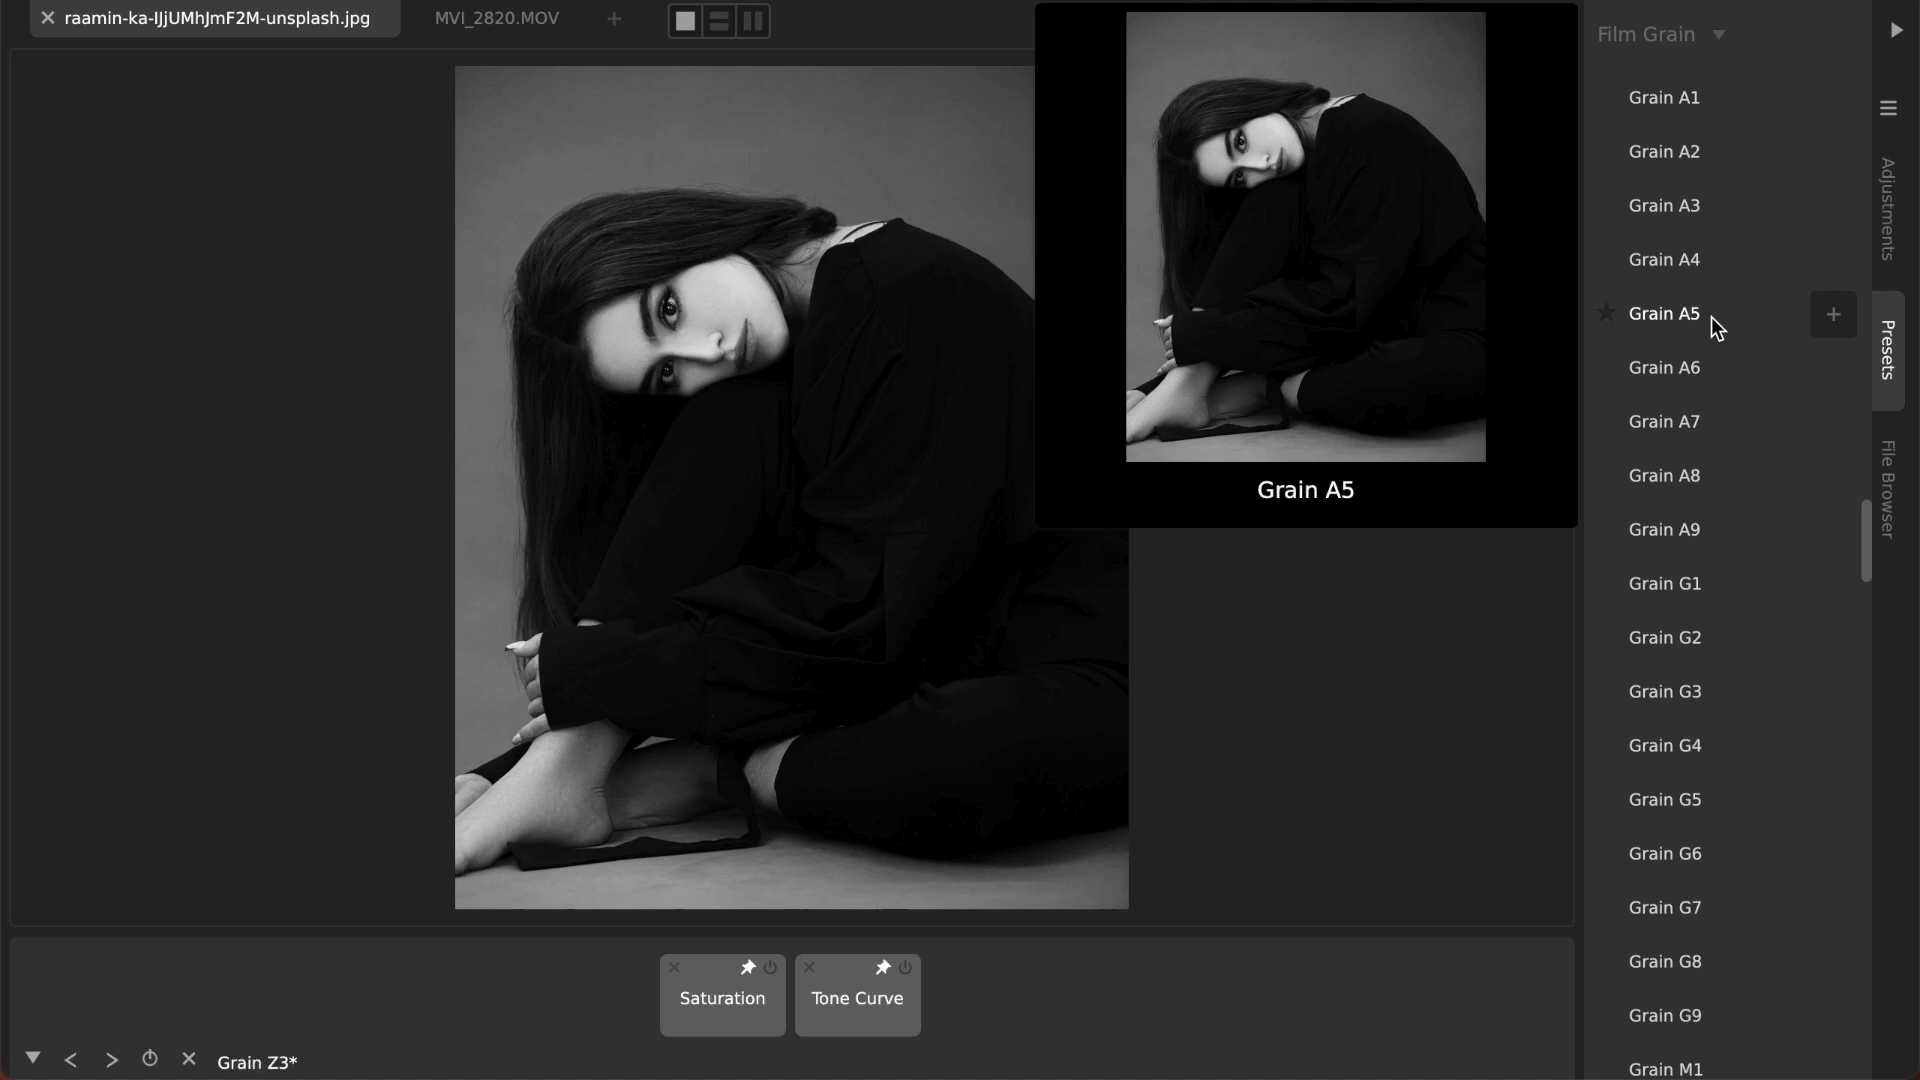 raamin-ka-IJjUMhJmF2M-unsplash.jpg
MVI_2820.MOV
Grain A5
Film Grain
Grain A1
Grain A2
Grain A3
Grain A4
Grain A5
Grain A6
Grain A7
Grain A8
Grain A9
Grain G1
Grain G2
Grain G3
Grain G4
Grain G5
Grain G6
Grain G7
Grain G8
Grain G9
Grain M1
Adjustments
Presets
File Browser
Saturation
Tone Curve
Grain Z3*